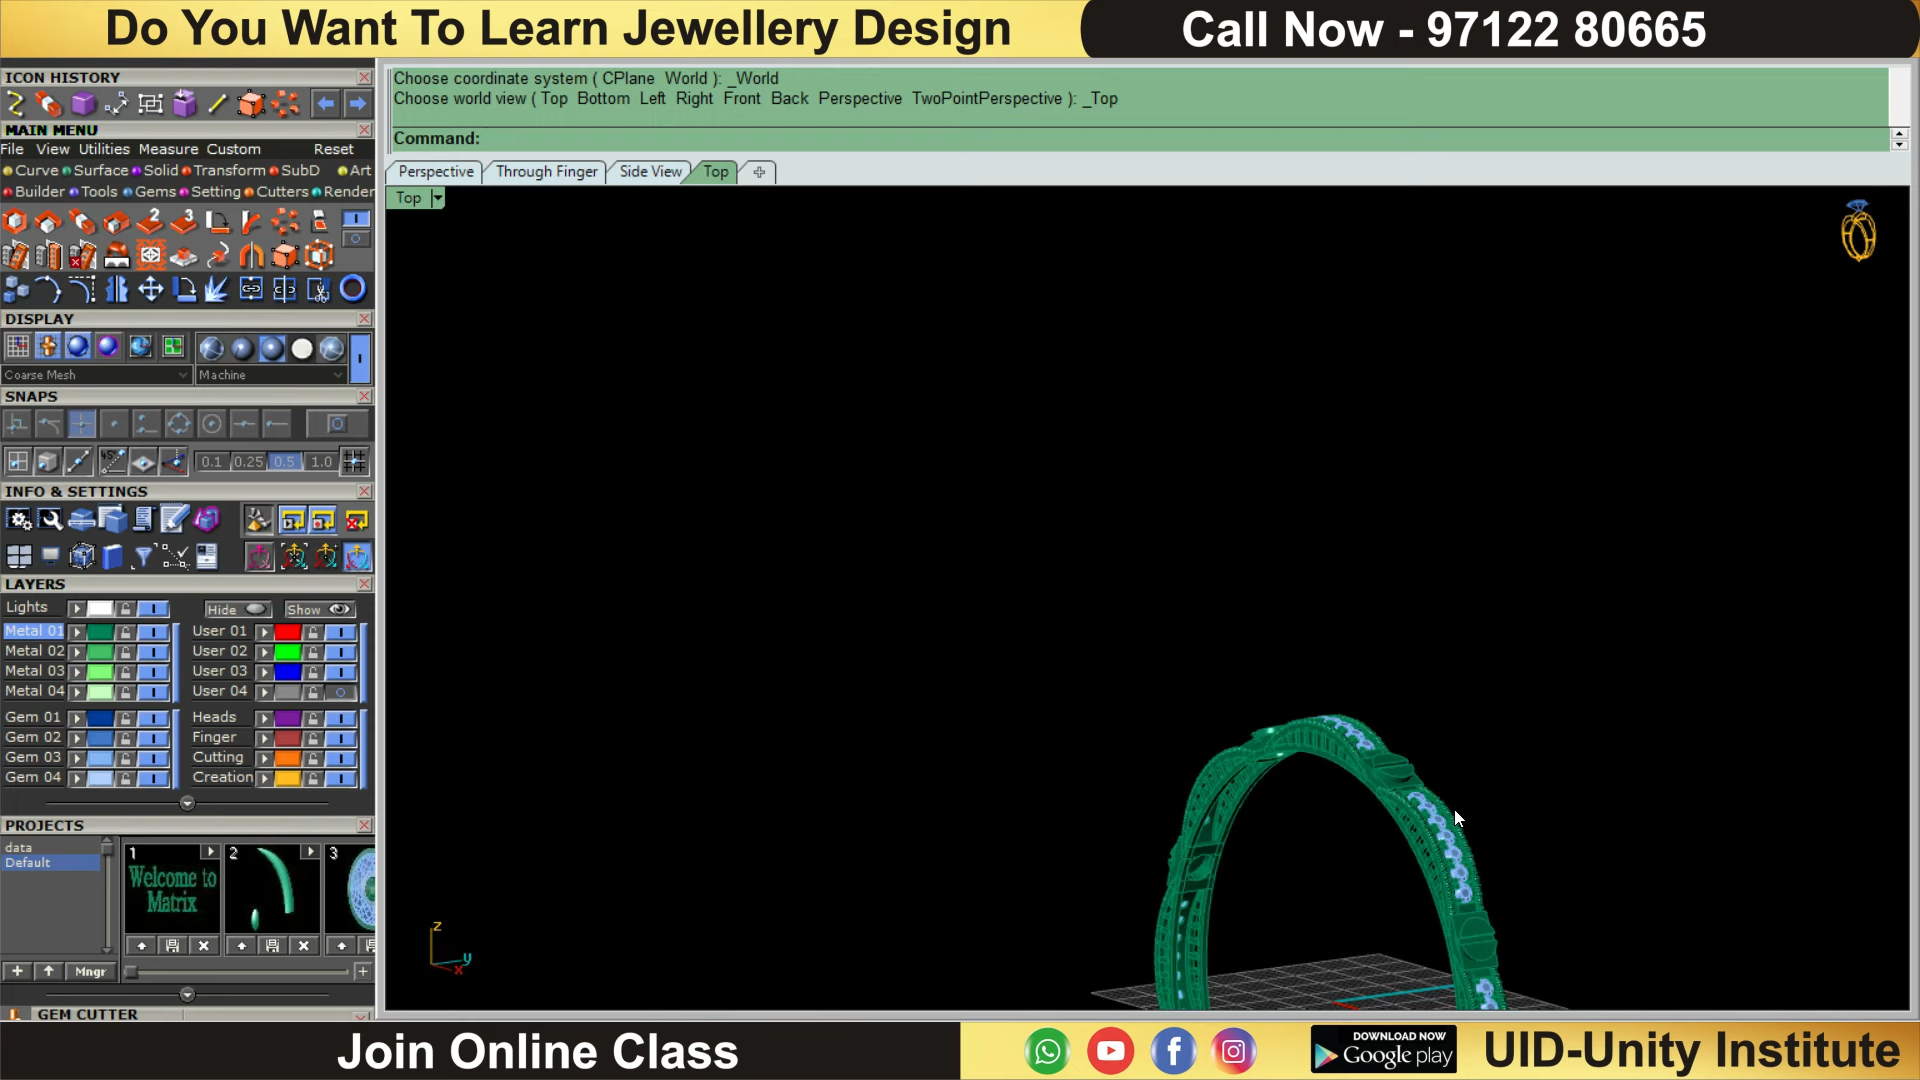 Do You Want To Learn Jewellery Design
Call Now - 97122 80665
ICON HISTORY
MAIN MENU
File View Utilities Measure Custom Reset
Curve Surface Solid Transform SubD Art
Builder Tools Gems Setting Cutters Render
2 3
DISPLAY
Coarse Mesh Machine
SNAPS
0.1 0.25 0.5 1.0
INFO & SETTINGS
LAYERS
Lights Hide Show
Metal 01 User 01
Metal 02 User 02
Metal 03 User 03
Metal 04 User 04
Gem 01 Heads
Gem 02 Finger
Gem 03 Cutting
Gem 04 Creation
PROJECTS
data
Default
1 2 3
Welcome to
Matrix
Mngr
GEM CUTTER
Choose coordinate system ( CPlane World ): _World
Choose world view ( Top Bottom Left Right Front Back Perspective TwoPointPerspective ): _Top
Command:
Perspective Through Finger Side View Top
Top
z
y
x
Join Online Class
DOWNLOAD NOW
Google play
UID-Unity Institute